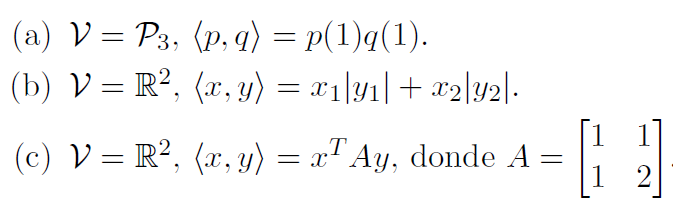 (a) 𝒱 = 𝒫₃, ⟨p, q⟩ = p(1)q(1).
(b) 𝒱 = ℝ², ⟨x, y⟩ = x₁|y₁| + x₂|y₂|.
(c) 𝒱 = ℝ², ⟨x, y⟩ = xᵀAy, donde A = [1 1; 1 2].